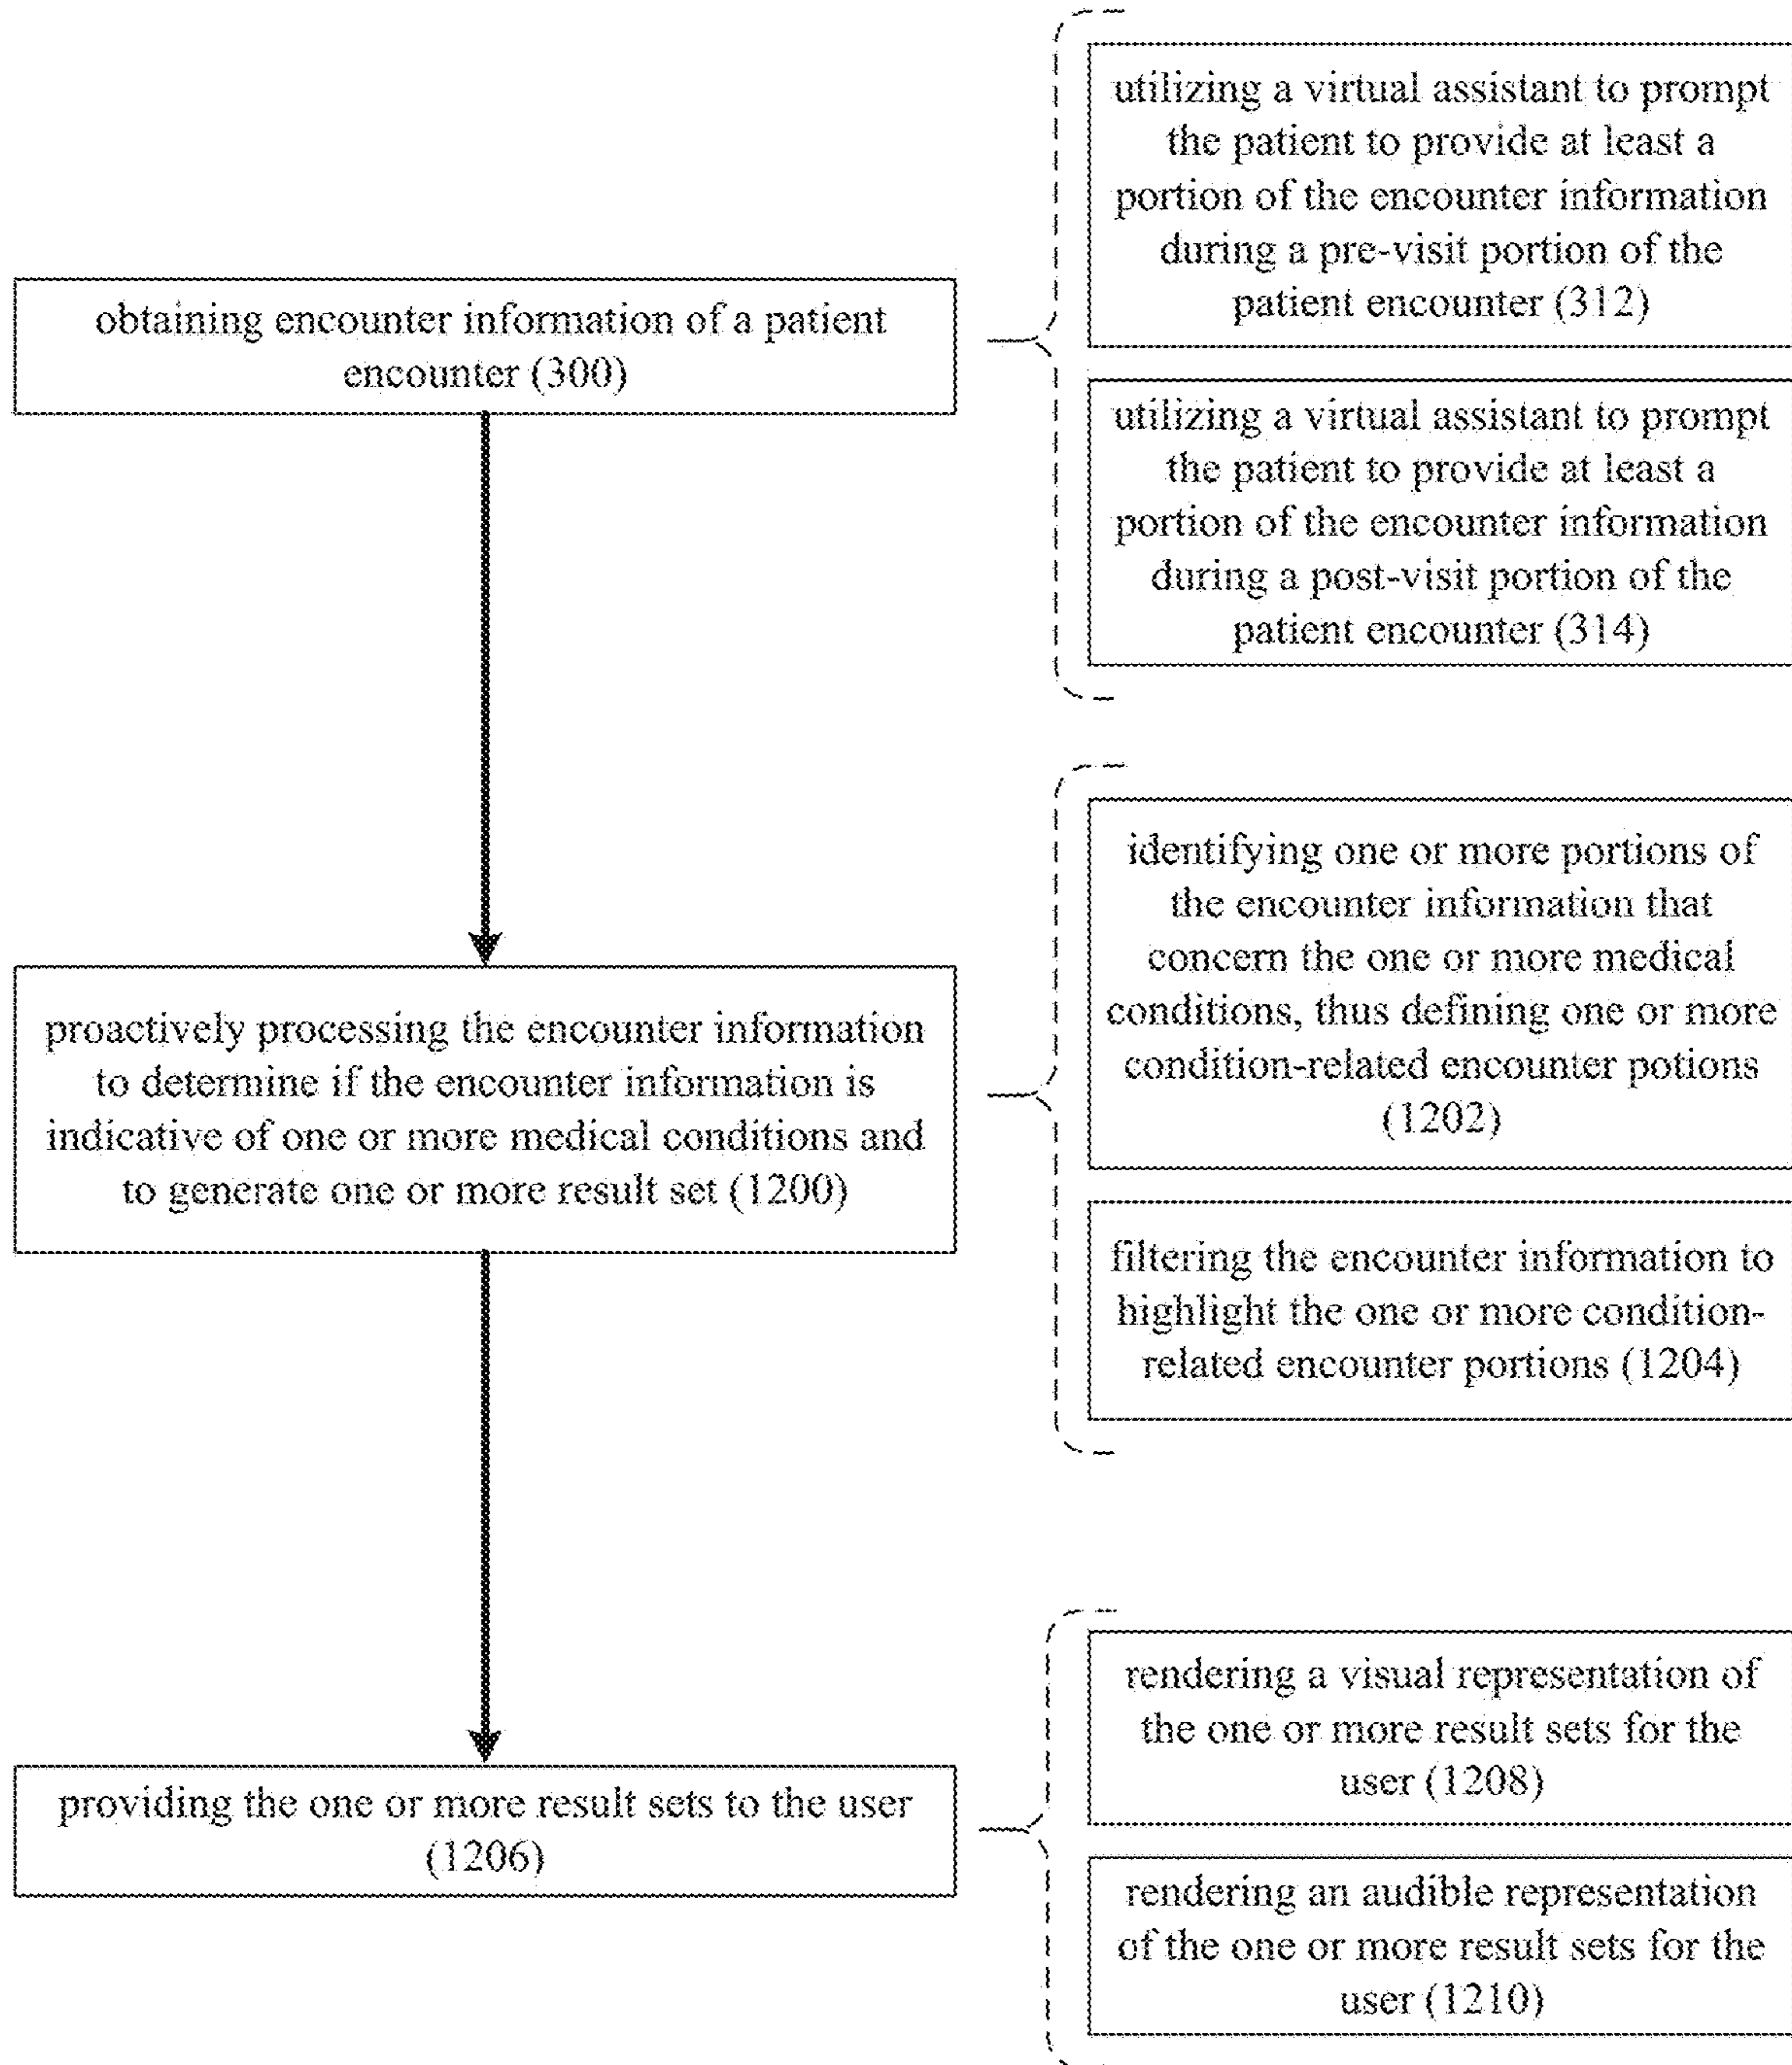 obtaining encounter information of a patient
encounter (300)
utilizing a virtual assistant to prompt
the patient to provide at least a
portion of the encounter information
during a pre-visit portion of the
patient encounter (312)
utilizing a virtual assistant to prompt
the patient to provide at least a
portion of the encounter information
during a post-visit portion of the
patient encounter (314)
proactively processing the encounter information
to determine if the encounter information is
indicative of one or more medical conditions and
to generate one or more result set (1200)
identifying one or more portions of
the encounter information that
concern the one or more medical
conditions, thus defining one or more
condition-related encounter potions
(1202)
filtering the encounter information to
highlight the one or more condition-
related encounter portions (1204)
providing the one or more result sets to the user
(1206)
rendering a visual representation of
the one or more result sets for the
user (1208)
rendering an audible representation
of the one or more result sets for the
user (1210)